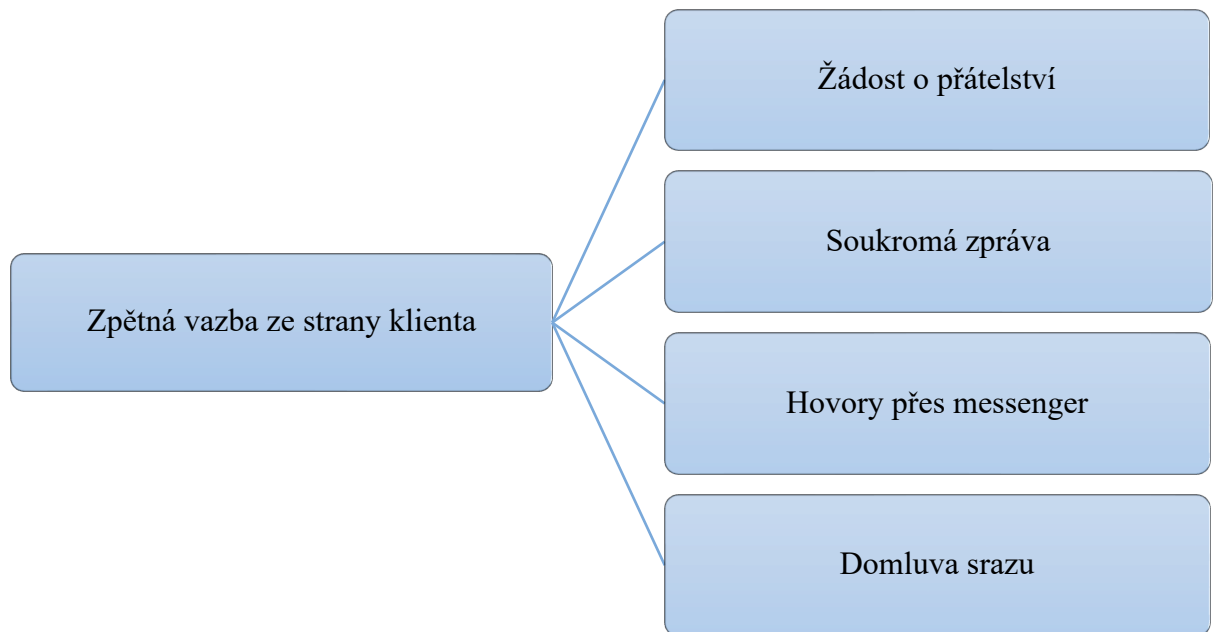 Žádost o přátelství
Soukromá zpráva
Zpětná vazba ze strany klienta
Hovory přes messenger
Domluva srazu